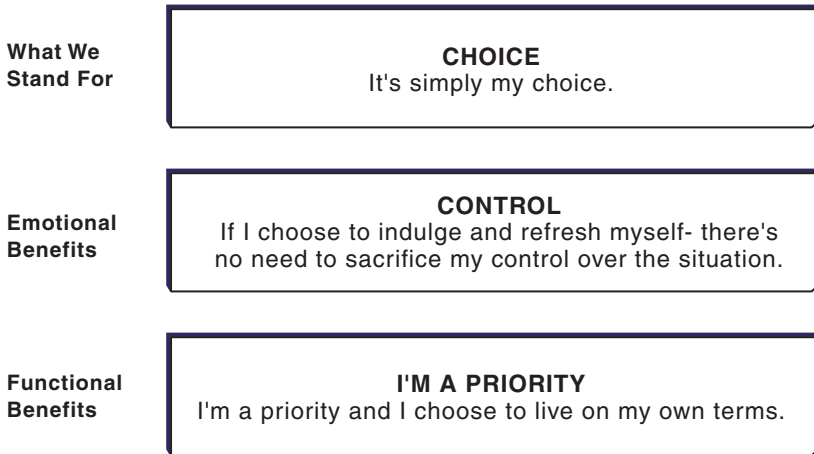 What We
Stand For
CHOICE
It's simply my choice.
Emotional
Benefits
CONTROL
If I choose to indulge and refresh myself- there's
no need to sacrifice my control over the situation.
Functional
Benefits
I'M A PRIORITY
I'm a priority and I choose to live on my own terms.